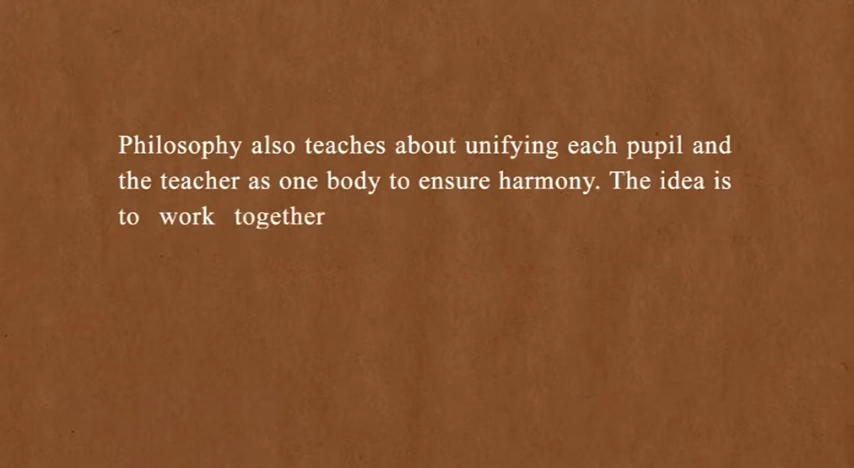 Philosophy also teaches about unifying each pupil and
the teacher as one body to ensure harmony. The idea is
to work together